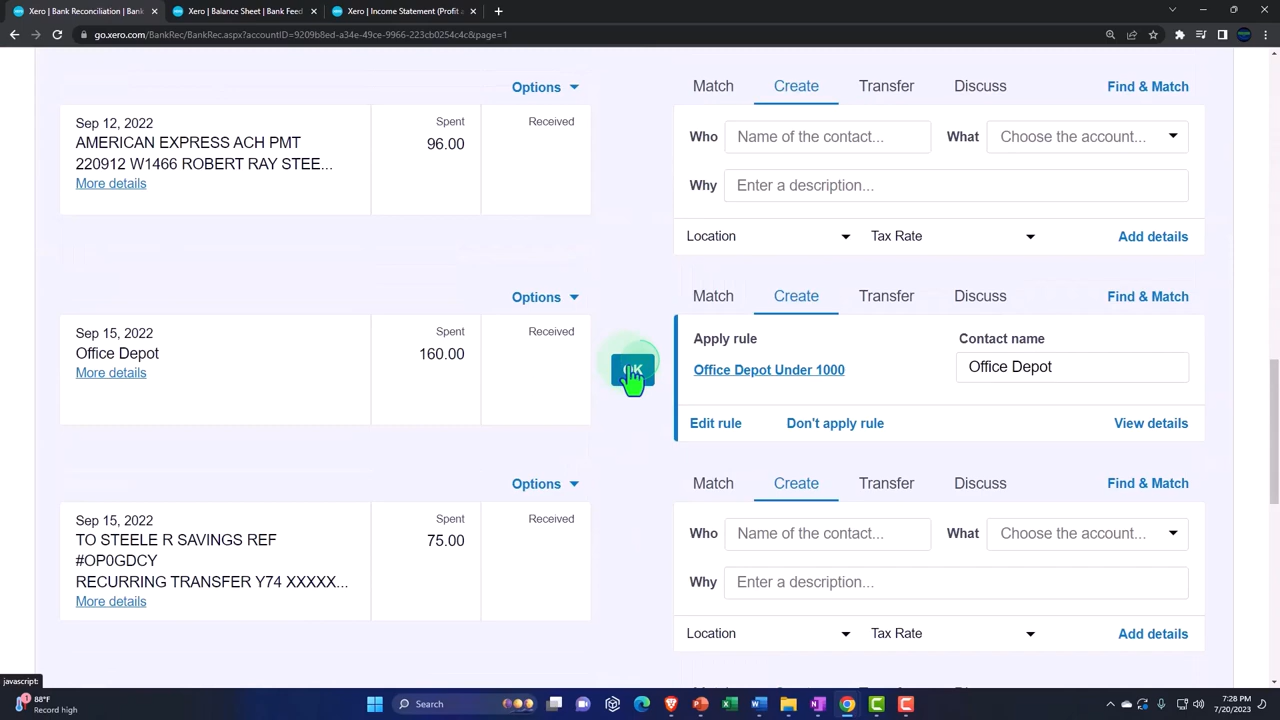 Xero | Reconciliation | Bank
Xero | Balance Sheet | Bank Feed
Xero | Income Statement (Profit a
go.xero.com/BankRec/BankRec.aspx?accountID=9209b8ed-a34e-49ce-9966-223cb0254c4c&page=1
Options
Match Create Transfer Discuss Find & Match
Sep 12, 2022 Spent Received
AMERICAN EXPRESS ACH PMT 96.00
220912 W1466 ROBERT RAY STEE...
More details
Who Name of the contact... What Choose the account...
Why Enter a description...
Location Tax Rate Add details
Options
Match Create Transfer Discuss Find & Match
Sep 15, 2022 Spent Received
Office Depot 160.00
More details
OK
Apply rule Contact name
Office Depot Under 1000 Office Depot
Edit rule Don't apply rule View details
Options
Match Create Transfer Discuss Find & Match
Sep 15, 2022 Spent Received
TO STEELE R SAVINGS REF 75.00
#OP0GDCY
RECURRING TRANSFER Y74 XXXXX...
More details
Who Name of the contact... What Choose the account...
Why Enter a description...
Location Tax Rate Add details
javascript:
1
88°F
Record high
Search
7:28 PM
7/20/2023